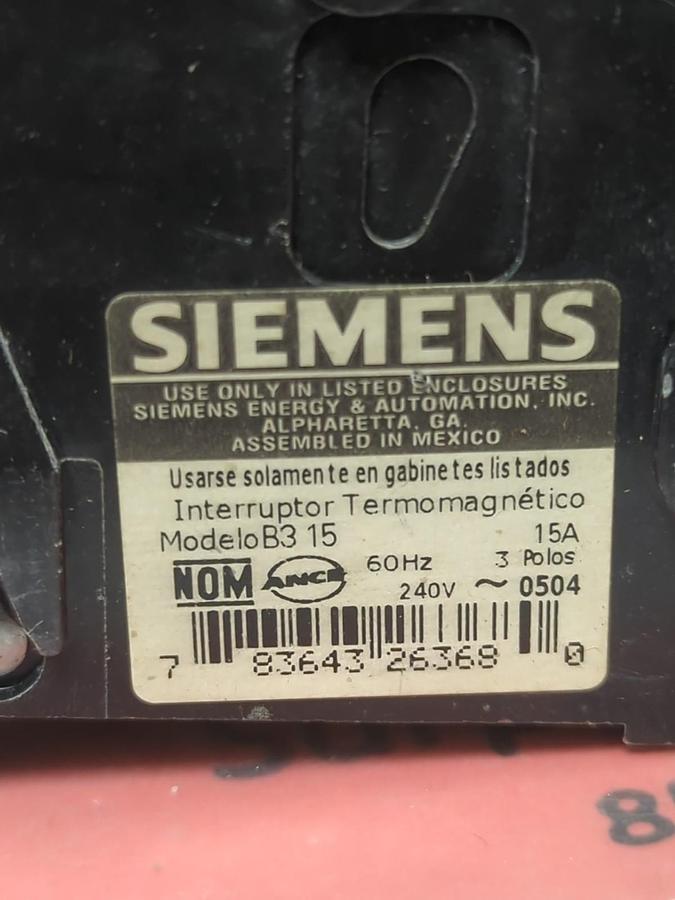 SIEMENS
USE ONLY IN LISTED ENCLOSURES
SIEMENS ENERGY & AUTOMATION, INC.
ALPHARETTA, GA.
ASSEMBLED IN MEXICO
Usarse solamente en gabinetes listados
Interruptor Termomagnético
Modelo B3 15 15A
NOM ANCE 60Hz 3 Polos
240V ~ 0504
7 83643 26368 0